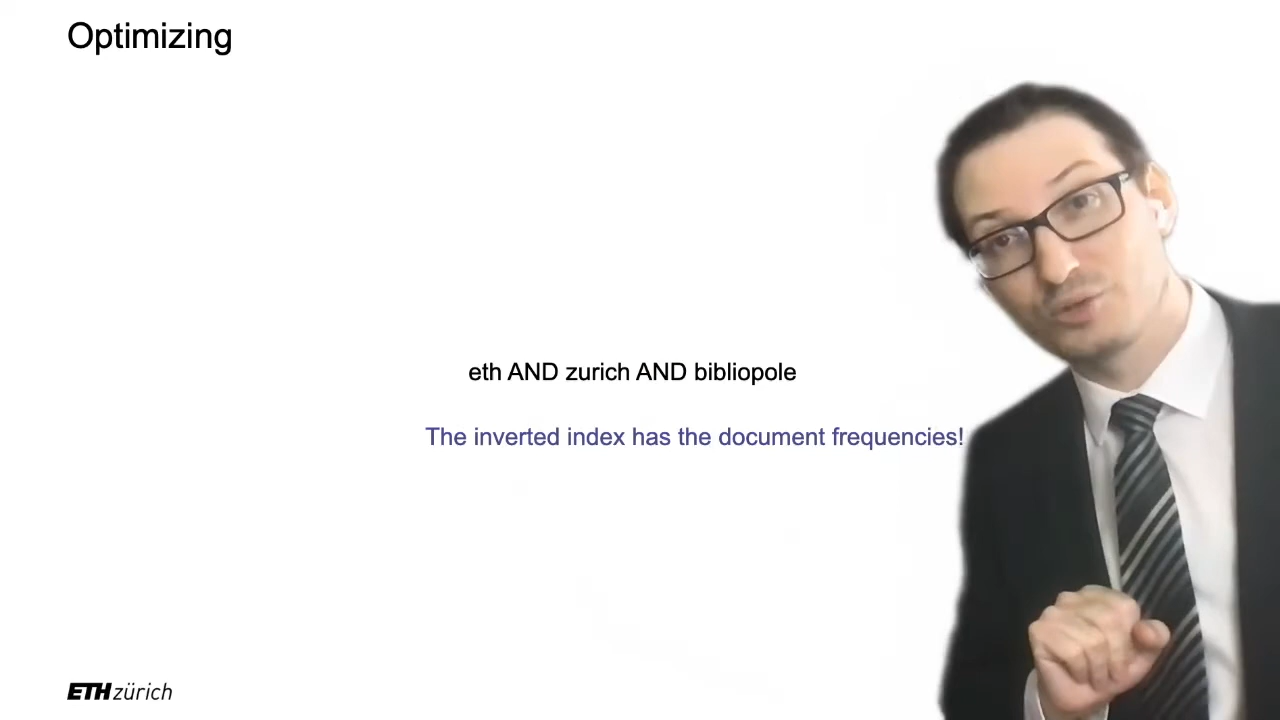 Optimizing
eth AND zurich AND bibliopole
The inverted index has the document frequencies!
ETH zürich